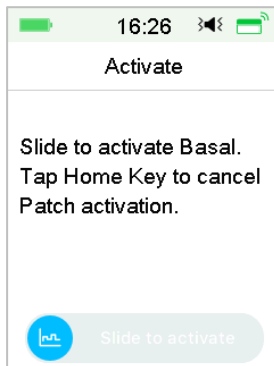 16:26
Activate
Slide to activate Basal.
Tap Home Key to cancel
Patch activation.
Slide to activate